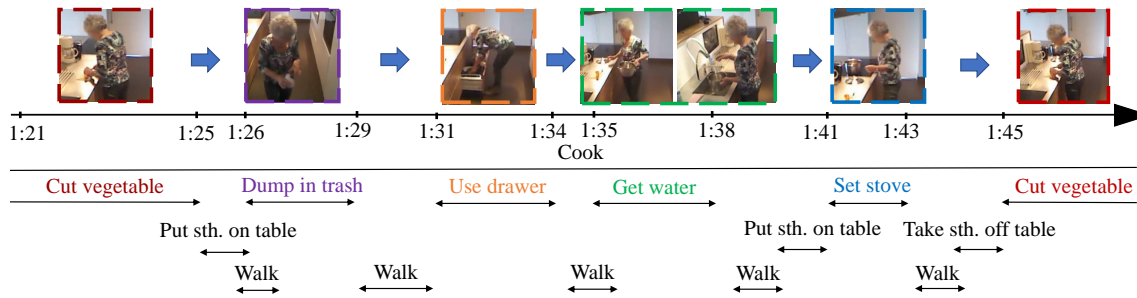 1:21 1:25 1:26 1:29 1:31 1:34 1:35 1:38 1:41 1:43 1:45
Cook
Cut vegetable Dump in trash Use drawer Get water Set stove Cut vegetable
Put sth. on table Put sth. on table Take sth. off table
Walk Walk Walk Walk Walk